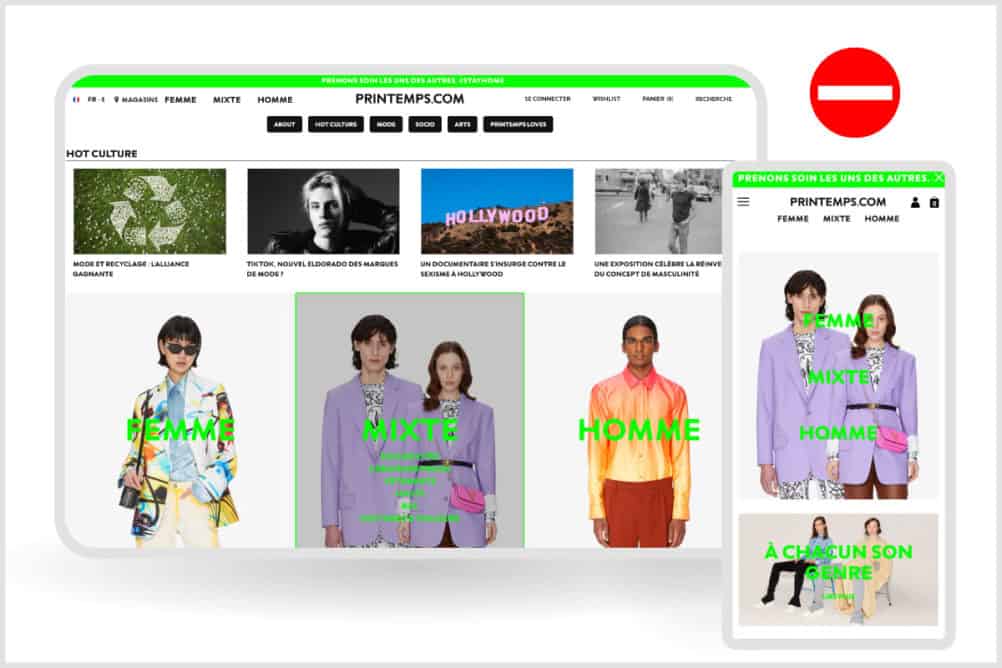 PRENONS SOIN LES UNS DES AUTRES. #STAYHOME
FR - € MAGASINS FEMME MIXTE HOMME PRINTEMPS.COM SE CONNECTER WISHLIST PANIER (0) RECHERCHE
ABOUT HOT CULTURE MODE SOCIO ARTS PRINTEMPS LOVES
HOT CULTURE
HOLLYWOOD
MODE ET RECYCLAGE : L'ALLIANCE
GAGNANTE
TIKTOK, NOUVEL ELDORADO DES MARQUES
DE MODE ?
UN DOCUMENTAIRE S'INSURGE CONTRE LE
SEXISME À HOLLYWOOD
UNE EXPOSITION CÉLÈBRE LA RÉINVE
DU CONCEPT DE MASCULINITÉ
FEMME
MIXTE
HOMME
PRENONS SOIN LES UNS DES AUTRES.
PRINTEMPS.COM
FEMME MIXTE HOMME
FEMME
MIXTE
HOMME
À CHACUN SON
GENRE